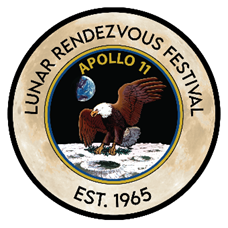 LUNAR RENDEZVOUS FESTIVAL
APOLLO 11
EST. 1965